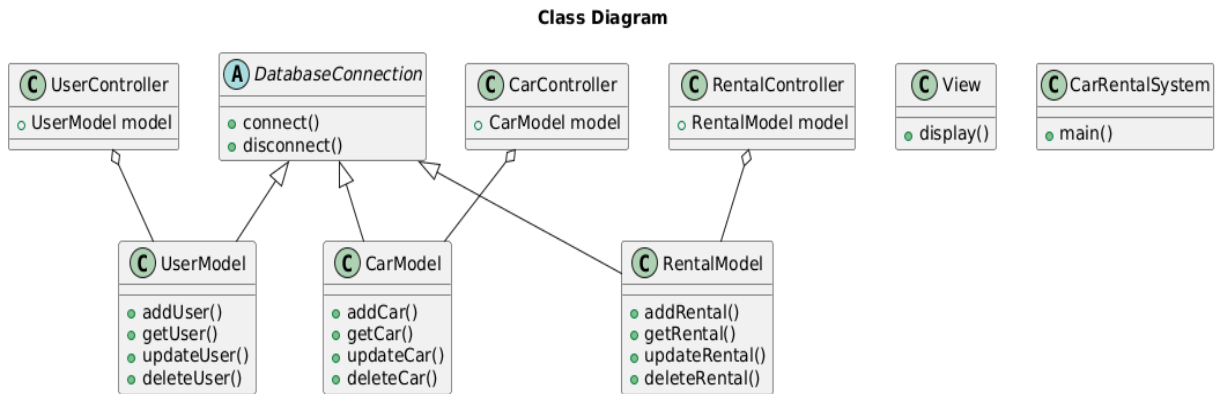 Class Diagram
C UserController
UserModel model
A DatabaseConnection
connect()
disconnect()
C CarController
CarModel model
C RentalController
RentalModel model
C View
display()
C CarRentalSystem
main()
C UserModel
addUser()
getUser()
updateUser()
deleteUser()
C CarModel
addCar()
getCar()
updateCar()
deleteCar()
C RentalModel
addRental()
getRental()
updateRental()
deleteRental()